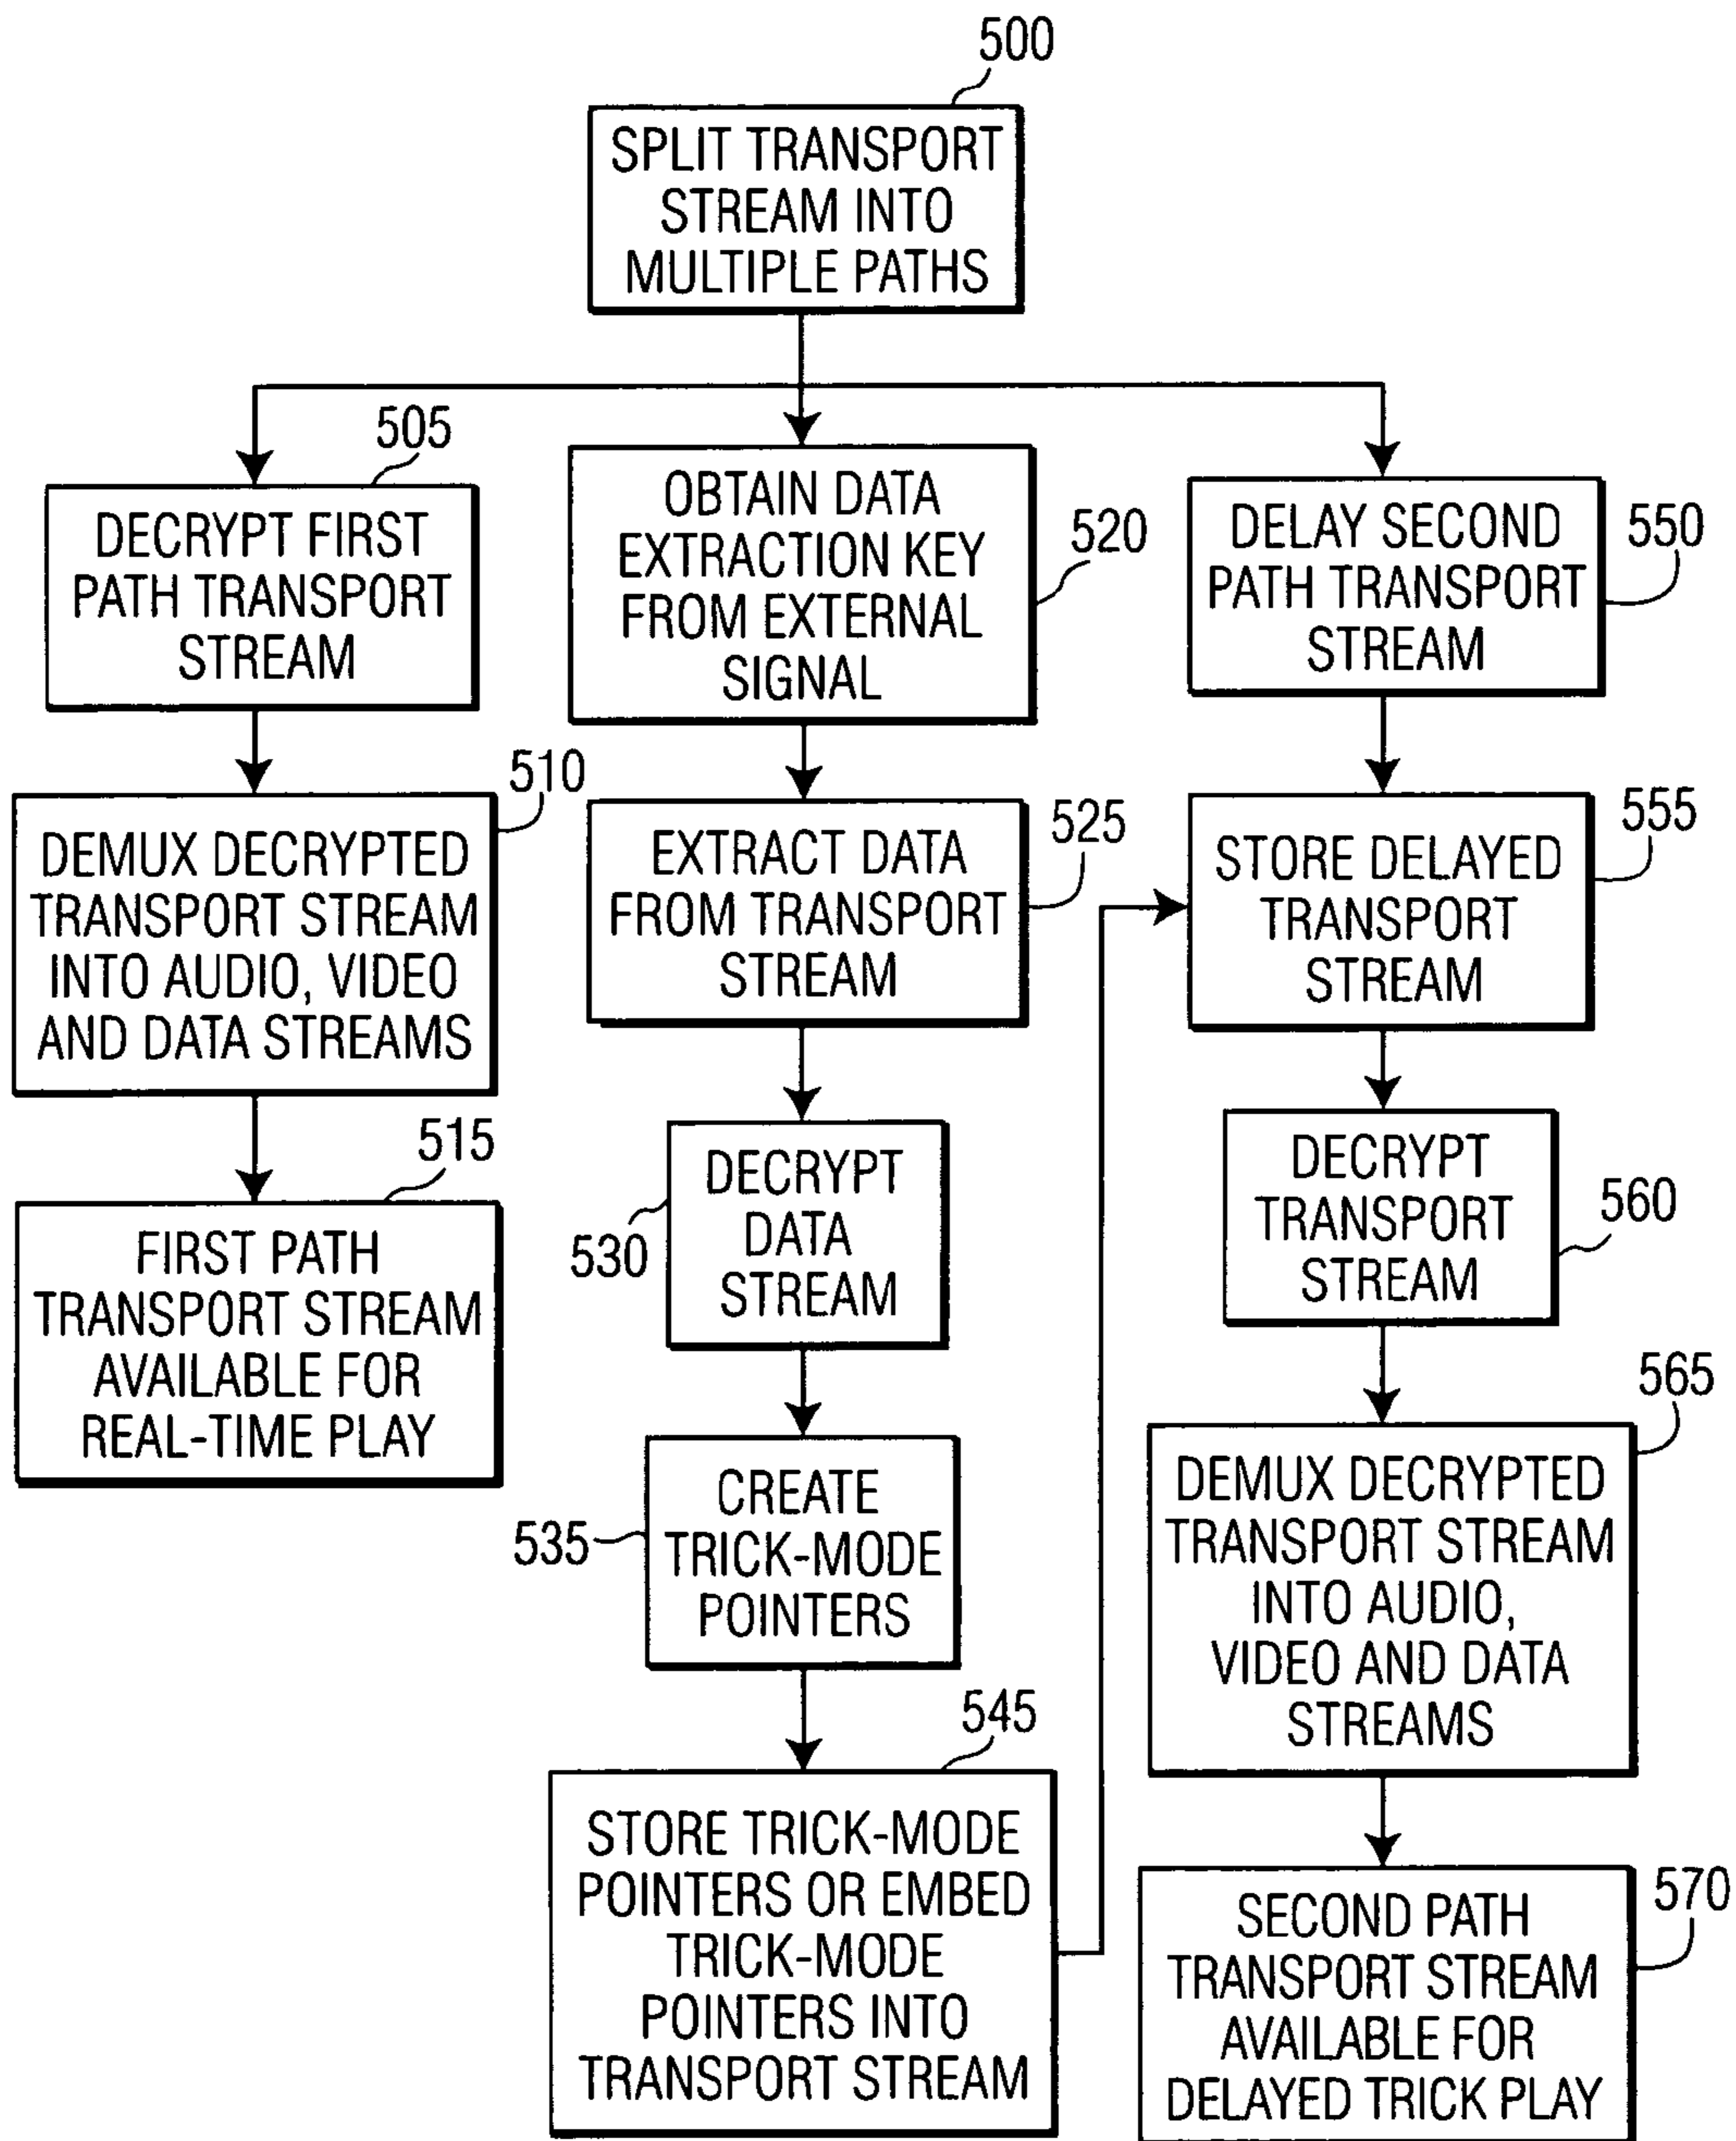 500
SPLIT TRANSPORT
STREAM INTO
MULTIPLE PATHS
505
DECRYPT FIRST
PATH TRANSPORT
STREAM
510
DEMUX DECRYPTED
TRANSPORT STREAM
INTO AUDIO, VIDEO
AND DATA STREAMS
515
FIRST PATH
TRANSPORT STREAM
AVAILABLE FOR
REAL-TIME PLAY
520
OBTAIN DATA
EXTRACTION KEY
FROM EXTERNAL
SIGNAL
525
EXTRACT DATA
FROM TRANSPORT
STREAM
530
DECRYPT
DATA
STREAM
535
CREATE
TRICK-MODE
POINTERS
545
STORE TRICK-MODE
POINTERS OR EMBED
TRICK-MODE
POINTERS INTO
TRANSPORT STREAM
550
DELAY SECOND
PATH TRANSPORT
STREAM
555
STORE DELAYED
TRANSPORT
STREAM
560
DECRYPT
TRANSPORT
STREAM
565
DEMUX DECRYPTED
TRANSPORT STREAM
INTO AUDIO,
VIDEO AND DATA
STREAMS
570
SECOND PATH
TRANSPORT STREAM
AVAILABLE FOR
DELAYED TRICK PLAY